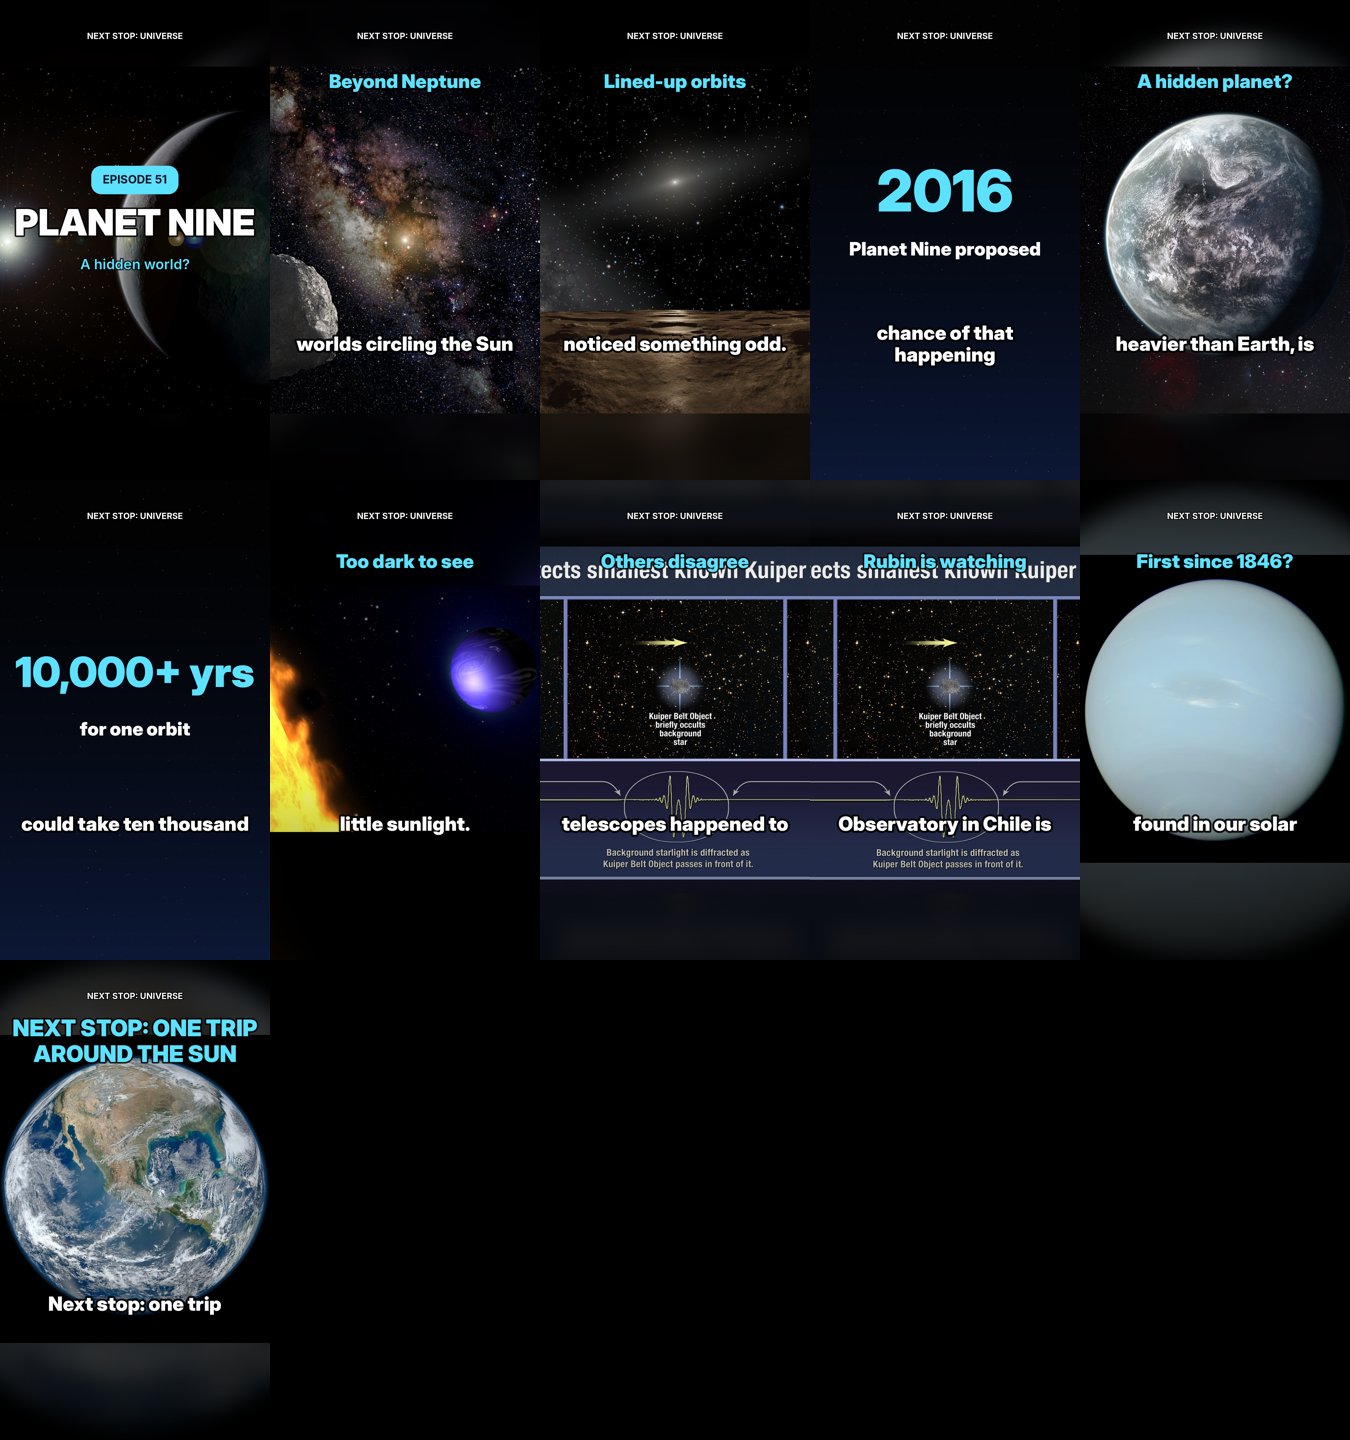 NEXT STOP: UNIVERSE
EPISODE 51
PLANET NINE
A hidden world?
NEXT STOP: UNIVERSE
Beyond Neptune
worlds circling the Sun
NEXT STOP: UNIVERSE
Lined-up orbits
noticed something odd.
NEXT STOP: UNIVERSE
2016
Planet Nine proposed
chance of that
happening
NEXT STOP: UNIVERSE
A hidden planet?
heavier than Earth, is
NEXT STOP: UNIVERSE
10,000+ yrs
for one orbit
could take ten thousand
NEXT STOP: UNIVERSE
Too dark to see
little sunlight.
NEXT STOP: UNIVERSE
Others disagree
smallest known Kuiper
Kuiper Belt Object
briefly occults
background
star
telescopes happened to
Background starlight is diffracted as
Kuiper Belt Object passes in front of it.
NEXT STOP: UNIVERSE
Rubin is watching
smallest known Kuiper
Kuiper Belt Object
briefly occults
background
star
Observatory in Chile is
Background starlight is diffracted as
Kuiper Belt Object passes in front of it.
NEXT STOP: UNIVERSE
First since 1846?
found in our solar
NEXT STOP: UNIVERSE
NEXT STOP: ONE TRIP
AROUND THE SUN
Next stop: one trip